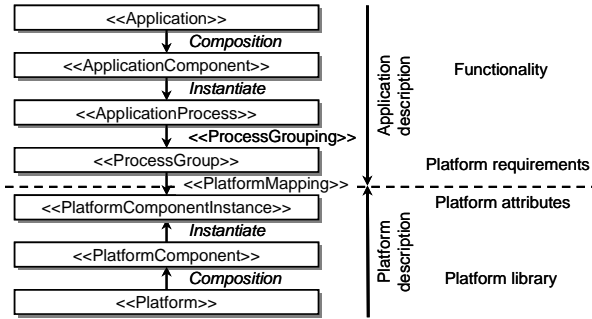 <<Application>>
Composition
<<ApplicationComponent>>
Instantiate
<<ApplicationProcess>>
<<ProcessGrouping>>
<<ProcessGroup>>
<<PlatformMapping>>
<<PlatformComponentInstance>>
Instantiate
<<PlatformComponent>>
Composition
<<Platform>>
Application
description
Platform
description
Functionality
Platform requirements
Platform attributes
Platform library